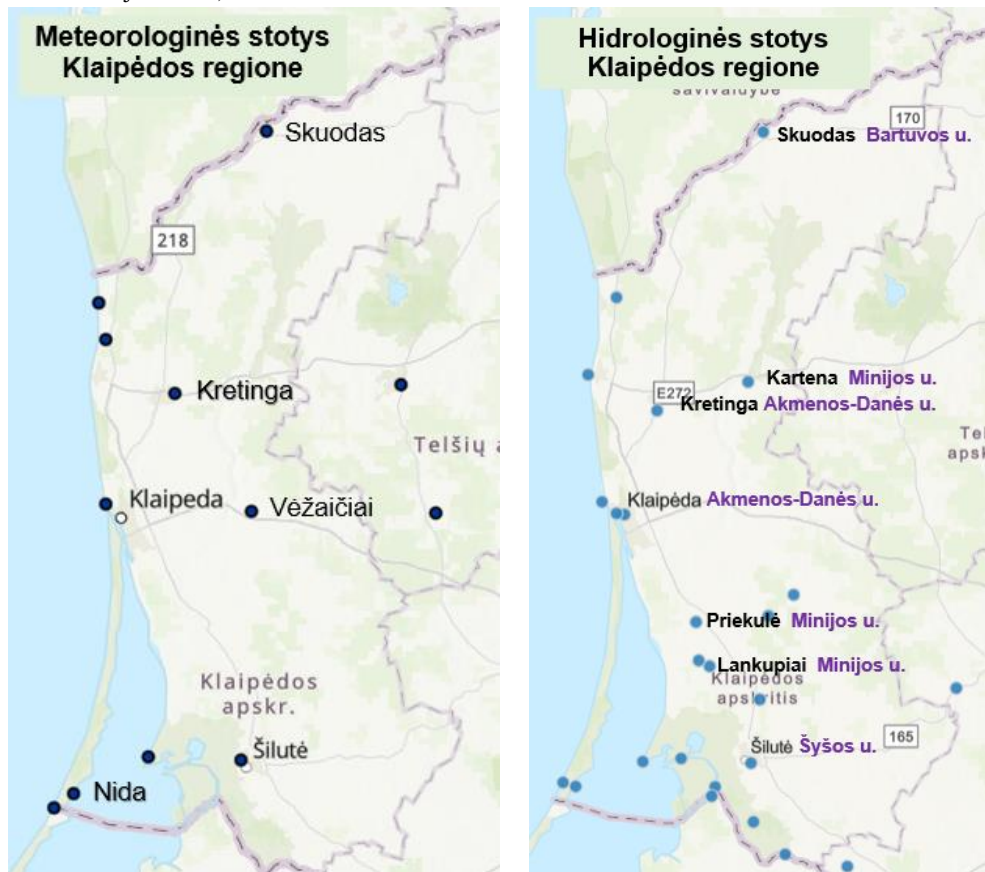 Meteorologinės stotys
Klaipėdos regione
Skuodas
218
Kretinga
Telšių a
Klaipeda
Vėžaičiai
Klaipėdos
apskr.
Šilutė
Nida
Hidrologinės stotys
Klaipėdos regione
savivaldybė
170
Skuodas Bartuvos u.
Kartena Minijos u.
E272
Kretinga Akmenos-Danės u.
Tel
apsk
Klaipėda Akmenos-Danės u.
Priekulė Minijos u.
Lankupiai Minijos u.
Klaipėdos
apskritis
Šilutė Šyšos u.
165